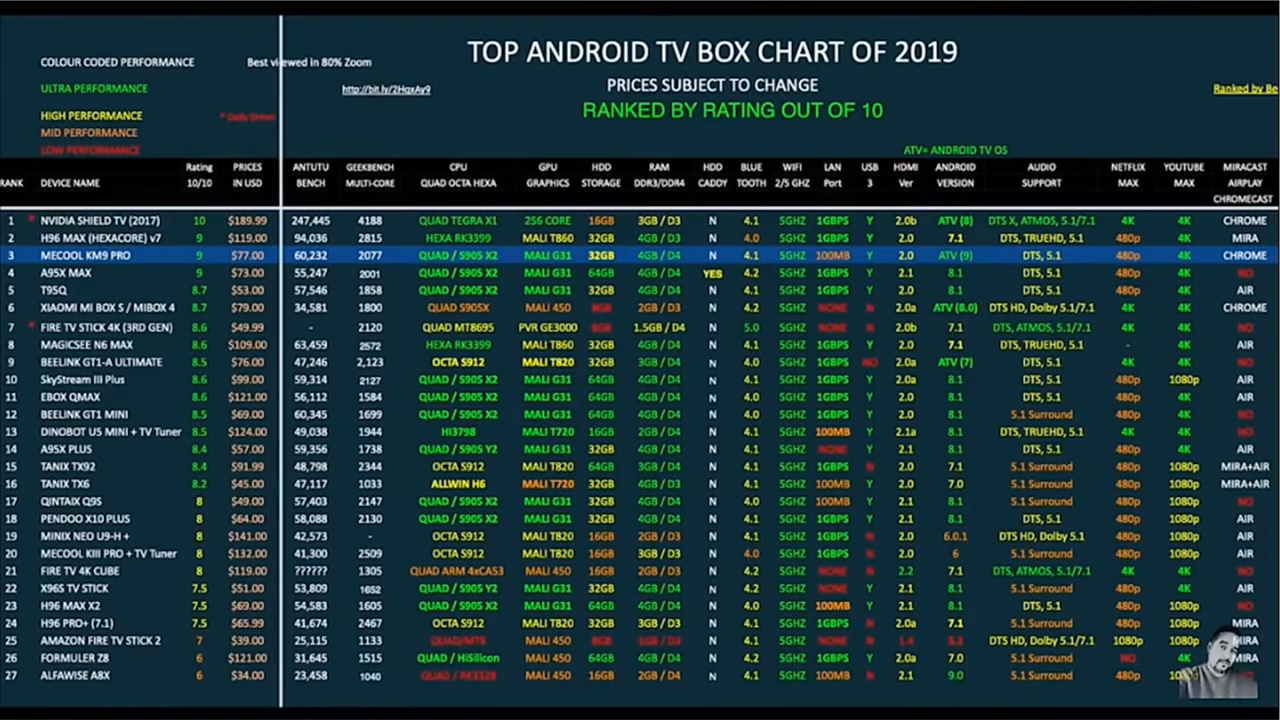 TOP ANDROID TV BOX CHART OF 2019
COLOUR CODED PERFORMANCE Best viewed in 80% Zoom
PRICES SUBJECT TO CHANGE
ULTRA PERFORMANCE http://bit.ly/2HqxAy9 Ranked by Be
RANKED BY RATING OUT OF 10
HIGH PERFORMANCE * Daily Driver
MID PERFORMANCE
LOW PERFORMANCE ATV= ANDROID TV OS
Rating PRICES ANTUTU GEEKBENCH CPU GPU HDD RAM HDD BLUE WIFI LAN USB HDMI ANDROID AUDIO NETFLIX YOUTUBE MIRACAST
RANK DEVICE NAME 10/10 IN USD BENCH MULTI-CORE QUAD OCTA HEXA GRAPHICS STORAGE DDR3/DDR4 CADDY TOOTH 2/5 GHZ Port 3 Ver VERSION SUPPORT MAX MAX AIRPLAY
CHROMECAST
1 * NVIDIA SHIELD TV (2017) 10 $189.99 247,445 4188 QUAD TEGRA X1 256 CORE 16GB 3GB / D3 N 4.1 5GHZ 1GBPS Y 2.0b ATV (8) DTS X, ATMOS, 5.1/7.1 4K 4K CHROME
2 H96 MAX (HEXACORE) v7 9 $119.00 94,036 2815 HEXA RK3399 MALI T860 32GB 4GB / D3 N 4.0 5GHZ 1GBPS Y 2.0 7.1 DTS, TRUEHD, 5.1 480p 4K MIRA
3 MECOOL KM9 PRO 9 $77.00 60,232 2077 QUAD / S905 X2 MALI G31 32GB 4GB / D4 N 4.1 5GHZ 100MB Y 2.0 ATV (9) DTS, 5.1 480p 4K CHROME
4 A95X MAX 9 $73.00 55,247 2001 QUAD / S905 X2 MALI G31 64GB 4GB / D4 YES 4.2 5GHZ 1GBPS Y 2.1 8.1 DTS, 5.1 480p 4K NO
5 T95Q 8.7 $53.00 57,546 1858 QUAD / S905 X2 MALI G31 32GB 4GB / D4 N 4.1 5GHZ 1GBPS Y 2.1 8.1 DTS, 5.1 480p 4K AIR
6 XIAOMI MI BOX S / MIBOX 4 8.7 $79.00 34,581 1800 QUAD S905X MALI 450 8GB 2GB / D3 N 4.2 5GHZ NONE N 2.0a ATV (8.0) DTS HD, Dolby 5.1/7.1 4K 4K CHROME
7 * FIRE TV STICK 4K (3RD GEN) 8.6 $49.99 - 2120 QUAD MT8695 PVR GE3000 8GB 1.5GB / D4 N 5.0 5GHZ NONE N 2.0b 7.1 DTS, ATMOS, 5.1/7.1 4K 4K NO
8 MAGICSEE N6 MAX 8.6 $109.00 63,459 2572 HEXA RK3399 MALI T860 32GB 4GB / D3 N 4.1 5GHZ 1GBPS Y 2.0 7.1 DTS, TRUEHD, 5.1 - 4K AIR
9 BEELINK GT1-A ULTIMATE 8.5 $76.00 47,246 2,123 OCTA S912 MALI T820 32GB 3GB / D4 N 4.0 5GHZ 1GBPS NO 2.0a ATV (7) DTS, 5.1 4K 4K NO
10 SkyStream III Plus 8.6 $99.00 59,314 2127 QUAD / S905 X2 MALI G31 64GB 4GB / D4 N 4.1 5GHZ 1GBPS Y 2.0a 8.1 DTS, 5.1 480p 1080p AIR
11 EBOX QMAX 8.6 $121.00 56,112 1584 QUAD / S905 X2 MALI G31 64GB 4GB / D4 N 4.2 5GHZ 1GBPS Y 2.0 8.1 DTS, 5.1 480p 4K AIR
12 BEELINK GT1 MINI 8.5 $69.00 60,345 1699 QUAD / S905 X2 MALI G31 64GB 4GB / D4 N 4.0 5GHZ 1GBPS Y 2.0 8.1 5.1 Surround 480p 4K NO
13 DINOBOT U5 MINI + TV Tuner 8.5 $124.00 49,038 1944 HI3798 MALI T720 16GB 2GB / D4 N 4.1 5GHZ 100MB Y 2.1a 8.1 DTS, TRUEHD, 5.1 4K 4K NO
14 A95X PLUS 8.4 $57.00 59,356 1738 QUAD / S905 Y2 MALI G31 32GB 4GB / D4 N 4.2 5GHZ NONE Y 2.1 8.1 DTS, 5.1 480p 4K AIR
15 TANIX TX92 8.4 $91.99 48,798 2344 OCTA S912 MALI T820 64GB 3GB / D4 N 4.1 5GHZ 1GBPS N 2.0 7.1 5.1 Surround 480p 1080p MIRA+AIR
16 TANIX TX6 8.2 $45.00 47,117 1033 ALLWIN H6 MALI T720 32GB 4GB / D3 N 4.1 5GHZ 100MB Y 2.0 7.0 5.1 Surround 480p 1080p MIRA+AIR
17 QINTAIX Q9S 8 $49.00 57,403 2147 QUAD / S905 X2 MALI G31 32GB 4GB / D4 N 4.0 5GHZ 100MB Y 2.1 8.1 5.1 Surround 480p 1080p NO
18 PENDOO X10 PLUS 8 $64.00 58,088 2130 QUAD / S905 X2 MALI G31 32GB 4GB / D4 N 4.2 5GHZ 1GBPS Y 2.1 8.1 DTS, 5.1 480p 1080p AIR
19 MINIX NEO U9-H + 8 $141.00 42,573 - OCTA S912 MALI T820 16GB 2GB / D3 N 4.1 5GHZ 1GBPS N 2.0 6.0.1 DTS HD, Dolby 5.1 480p 1080p AIR
20 MECOOL KIII PRO + TV Tuner 8 $132.00 41,300 2509 OCTA S912 MALI T820 16GB 3GB / D3 N 4.0 5GHZ 1GBPS N 2.0 6 5.1 Surround 480p 1080p AIR
21 FIRE TV 4K CUBE 8 $119.00 ?????? 1305 QUAD ARM 4xCA53 MALI 450 16GB 2GB / D3 N 4.2 5GHZ NONE N 2.2 7.1 DTS, ATMOS, 5.1/7.1 4K 4K NO
22 X96S TV STICK 7.5 $51.00 53,809 1652 QUAD / S905 Y2 MALI G31 32GB 4GB / D4 N 4.2 5GHZ NONE Y 2.1 8.1 5.1 Surround 480p 4K AIR
23 H96 MAX X2 7.5 $69.00 54,583 1605 QUAD / S905 X2 MALI G31 64GB 4GB / D4 N 4.0 5GHZ 100MB Y 2.1 8.1 DTS, 5.1 480p 1080p NO
24 H96 PRO+ (7.1) 7.5 $65.99 41,674 2467 OCTA S912 MALI T820 32GB 3GB / D3 N 4.1 5GHZ 1GBPS N 2.0a 7.1 5.1 Surround 480p 1080p MIRA
25 AMAZON FIRE TV STICK 2 7 $39.00 25,115 1133 MALI 450 8GB 1GB / D3 N 4.1 5GHZ NONE N 1.4 5.1 DTS HD, Dolby 5.1/7.1 1080p 1080p MIRA
26 FORMULER Z8 6 $121.00 31,645 1515 QUAD / HiSilicon MALI 450 64GB 4GB / D4 N 4.2 5GHZ 1GBPS Y 2.0a 7.0 5.1 Surround NO 4K MIRA
27 ALFAWISE A8X 6 $34.00 23,458 1040 QUAD / RK3328 MALI 450 16GB 2GB / D4 N 4.1 5GHZ 100MB Y 2.1 9.0 5.1 Surround 480p